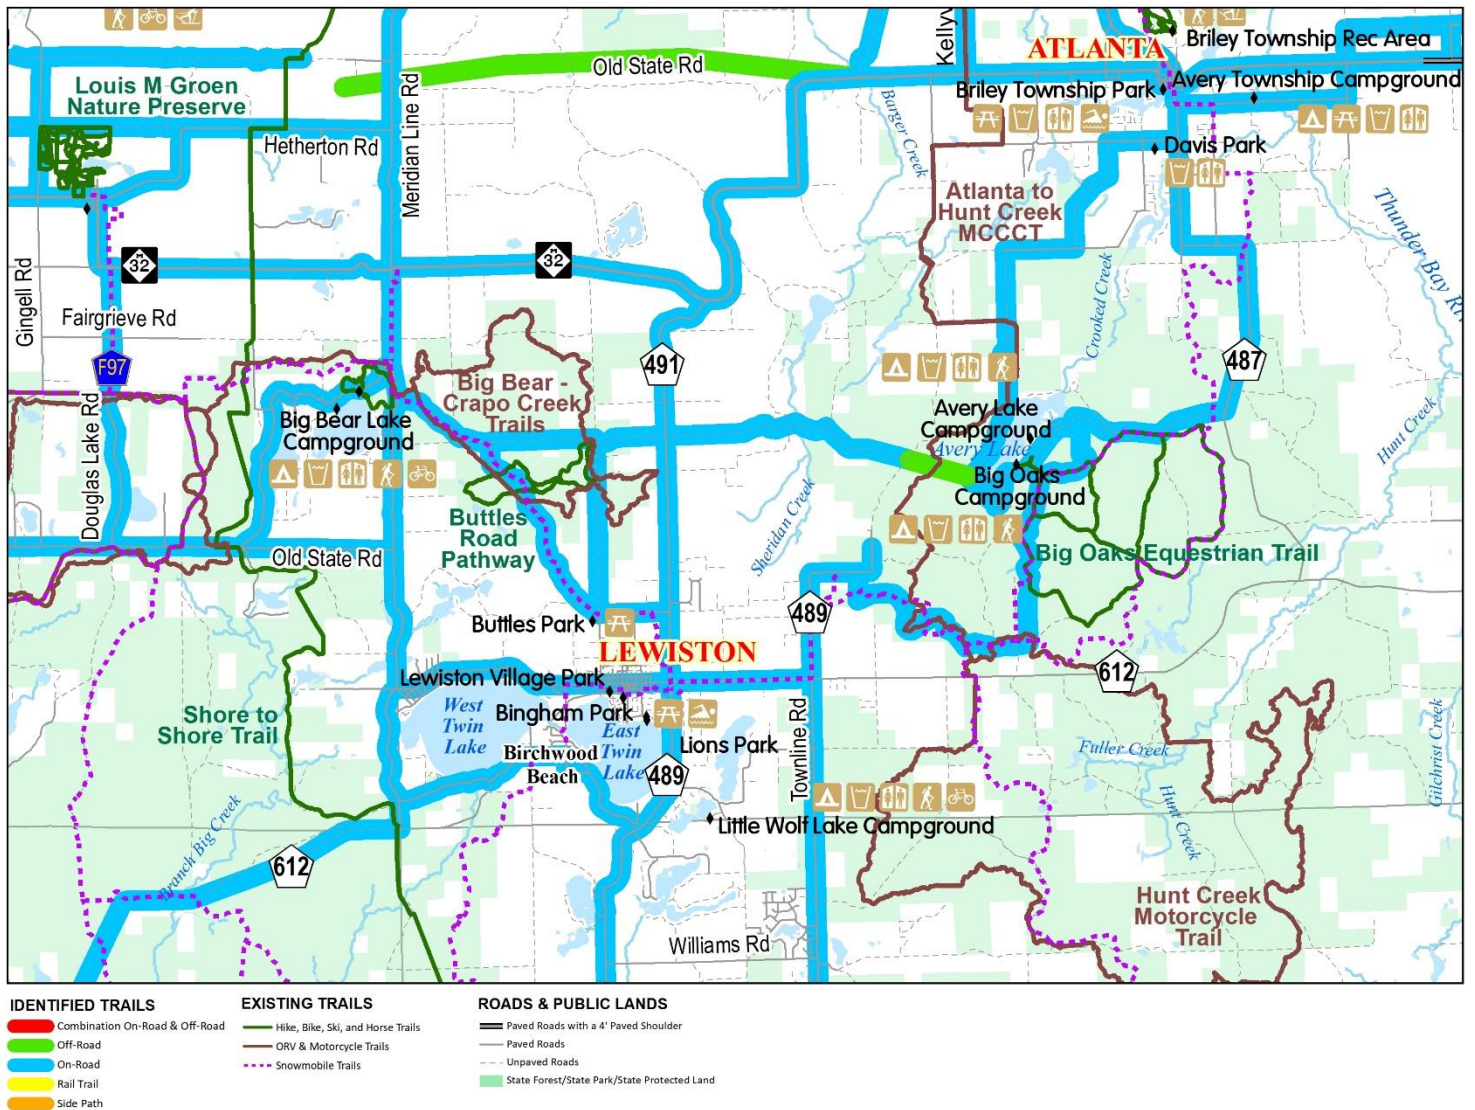 Old State Rd
Kellyv
ATLANTA
Briley Township Rec Area
Louis M Groen
Nature Preserve
Meridian Line Rd
Briley Township Park
Avery Township Campground
Barger Creek
Hetherton Rd
Davis Park
Atlanta to
Hunt Creek
MCCCT
Thunder Bay Riv
32
32
Gingell Rd
Crooked Creek
Fairgrieve Rd
F97
491
487
Big Bear -
Crapo Creek
Trails
Douglas Lake Rd
Big Bear Lake
Campground
Avery Lake
Campground
Avery Lake
Hunt Creek
Big Oaks
Campground
Sheridan Creek
Buttles
Road
Pathway
Old State Rd
Big Oaks Equestrian Trail
489
Buttles Park
LEWISTON
612
Lewiston Village Park
West
Twin
Lake
Bingham Park
East
Twin
Lake
Shore to
Shore Trail
Townline Rd
Lions Park
Fuller Creek
Gilchrist Creek
Birchwood
Beach
489
Hunt Creek
Little Wolf Lake Campground
Branch Big Creek
612
Hunt Creek
Motorcycle
Trail
Williams Rd
IDENTIFIED TRAILS
Combination On-Road & Off-Road
Off-Road
On-Road
Rail Trail
Side Path
EXISTING TRAILS
Hike, Bike, Ski, and Horse Trails
ORV & Motorcycle Trails
Snowmobile Trails
ROADS & PUBLIC LANDS
Paved Roads with a 4' Paved Shoulder
Paved Roads
Unpaved Roads
State Forest/State Park/State Protected Land